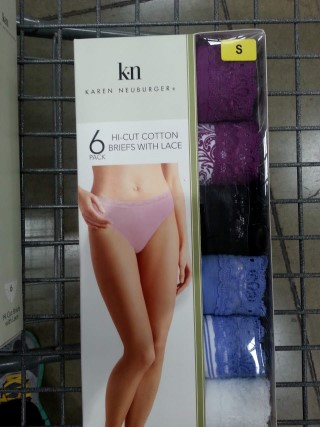 S
kn
KAREN NEUBURGER®
6
PACK
HI-CUT COTTON
BRIEFS WITH LACE